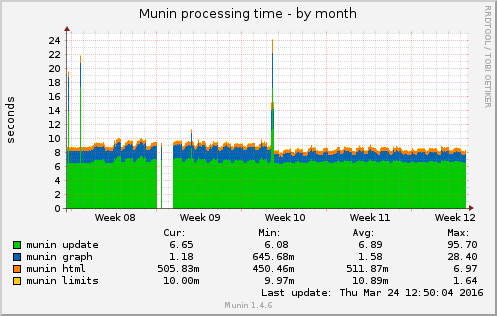 Munin processing time - by month
RRDTOOL / TOBI OETIKER
seconds
24
22
20
18
16
14
12
10
8
6
4
2
0
Week 08 Week 09 Week 10 Week 11 Week 12
Cur: Min: Avg: Max:
munin update 6.65 6.08 6.89 95.70
munin graph 1.18 645.68m 1.58 28.40
munin html 505.83m 450.46m 511.87m 6.97
munin limits 10.00m 9.97m 10.89m 1.64
Last update: Thu Mar 24 12:50:04 2016
Munin 1.4.6